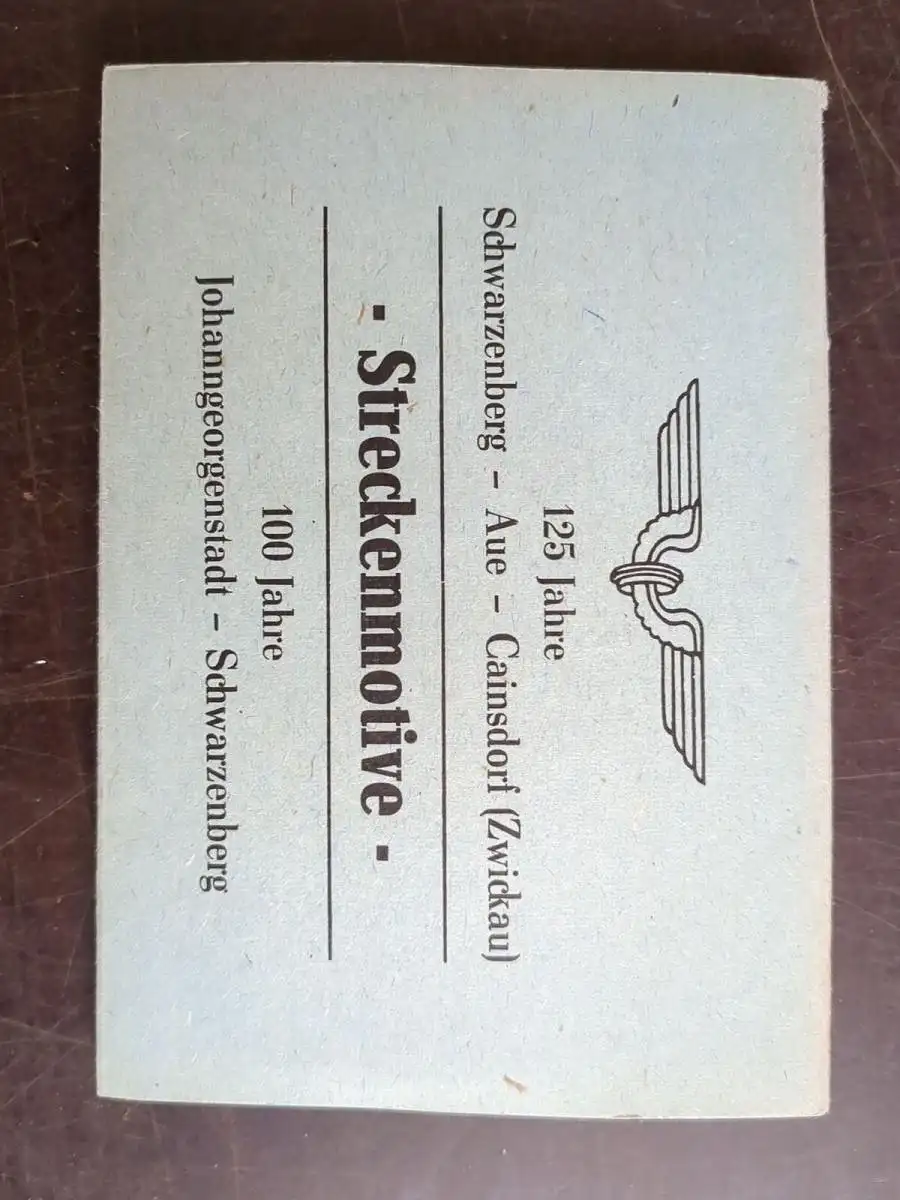 125 Jahre
Schwarzenberg – Aue – Cainsdorf (Zwickau)
- Streckenmotive -
100 Jahre
Johanngeorgenstadt – Schwarzenberg